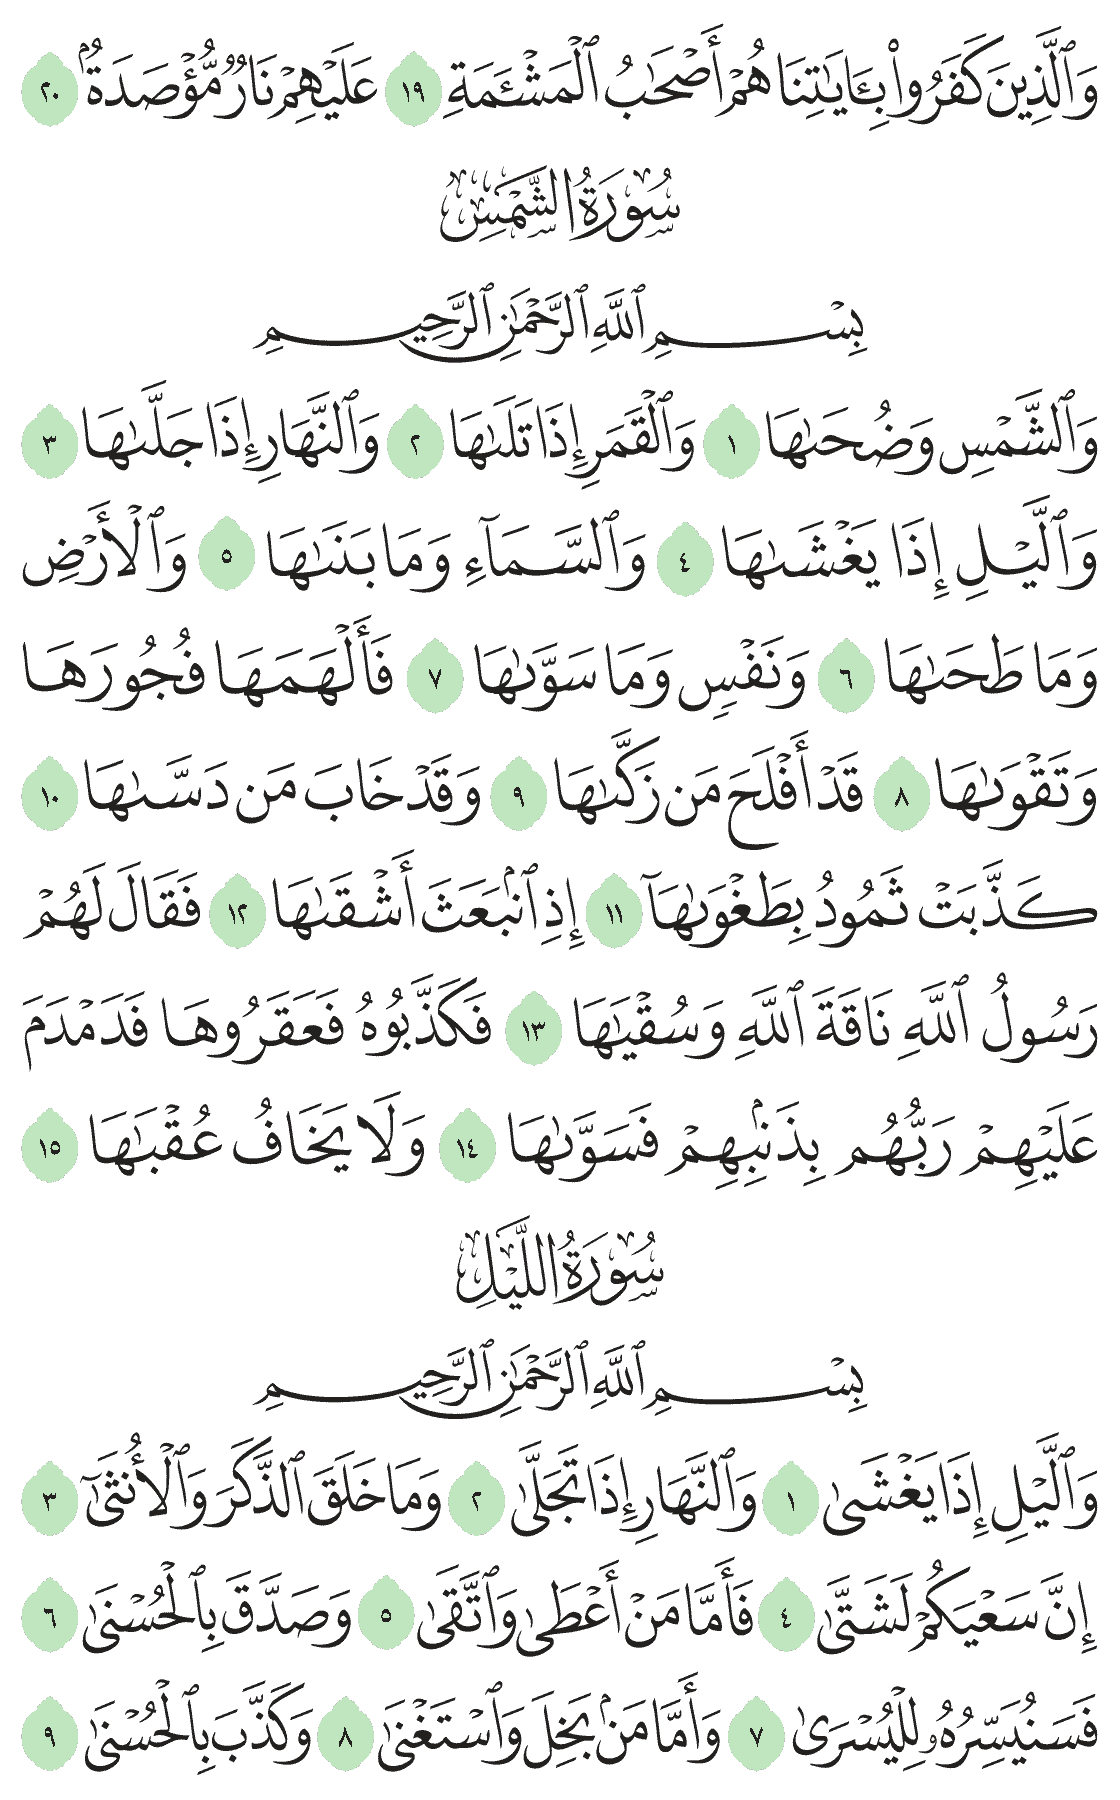 وَٱلَّذِينَ كَفَرُوا۟ بِـَٔايَـٰتِنَا هُمْ أَصْحَـٰبُ ٱلْمَشْـَٔمَةِ ١٩ عَلَيْهِمْ نَارٌ مُّؤْصَدَةٌۢ ٢٠
سُورَةُ الشَّمْسِ
بِسْمِ ٱللَّهِ ٱلرَّحْمَـٰنِ ٱلرَّحِيمِ
وَٱلشَّمْسِ وَضُحَىٰهَا ١ وَٱلْقَمَرِ إِذَا تَلَىٰهَا ٢ وَٱلنَّهَارِ إِذَا جَلَّىٰهَا ٣
وَٱلَّيْلِ إِذَا يَغْشَىٰهَا ٤ وَٱلسَّمَآءِ وَمَا بَنَىٰهَا ٥ وَٱلْأَرْضِ
وَمَا طَحَىٰهَا ٦ وَنَفْسٍ وَمَا سَوَّىٰهَا ٧ فَأَلْهَمَهَا فُجُورَهَا
وَتَقْوَىٰهَا ٨ قَدْ أَفْلَحَ مَن زَكَّىٰهَا ٩ وَقَدْ خَابَ مَن دَسَّىٰهَا ١٠
كَذَّبَتْ ثَمُودُ بِطَغْوَىٰهَآ ١١ إِذِ ٱنۢبَعَثَ أَشْقَىٰهَا ١٢ فَقَالَ لَهُمْ
رَسُولُ ٱللَّهِ نَاقَةَ ٱللَّهِ وَسُقْيَـٰهَا ١٣ فَكَذَّبُوهُ فَعَقَرُوهَا فَدَمْدَمَ
عَلَيْهِمْ رَبُّهُم بِذَنۢبِهِمْ فَسَوَّىٰهَا ١٤ وَلَا يَخَافُ عُقْبَـٰهَا ١٥
سُورَةُ اللَّيْلِ
بِسْمِ ٱللَّهِ ٱلرَّحْمَـٰنِ ٱلرَّحِيمِ
وَٱلَّيْلِ إِذَا يَغْشَىٰ ١ وَٱلنَّهَارِ إِذَا تَجَلَّىٰ ٢ وَمَا خَلَقَ ٱلذَّكَرَ وَٱلْأُنثَىٰٓ ٣
إِنَّ سَعْيَكُمْ لَشَتَّىٰ ٤ فَأَمَّا مَنْ أَعْطَىٰ وَٱتَّقَىٰ ٥ وَصَدَّقَ بِٱلْحُسْنَىٰ ٦
فَسَنُيَسِّرُهُۥ لِلْيُسْرَىٰ ٧ وَأَمَّا مَنۢ بَخِلَ وَٱسْتَغْنَىٰ ٨ وَكَذَّبَ بِٱلْحُسْنَىٰ ٩